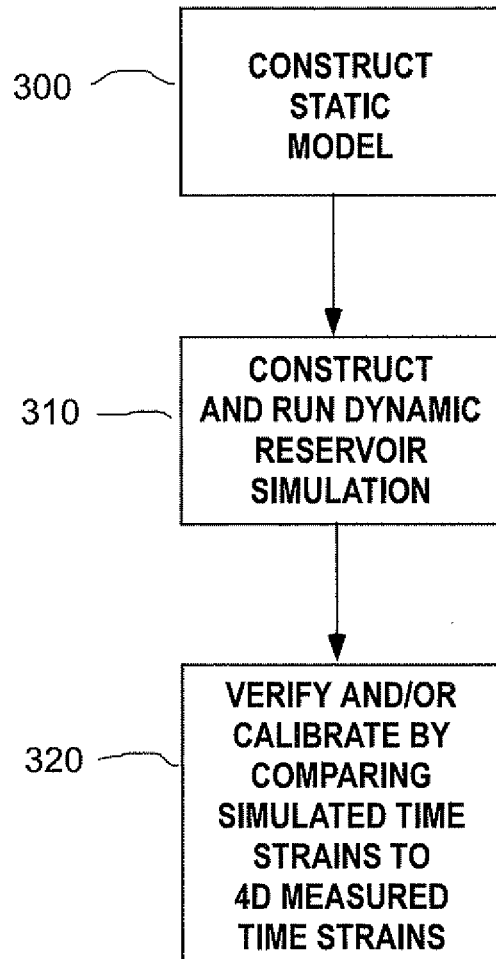 300
CONSTRUCT
STATIC
MODEL
310
CONSTRUCT
AND RUN DYNAMIC
RESERVOIR
SIMULATION
320
VERIFY AND/OR
CALIBRATE BY
COMPARING
SIMULATED TIME
STRAINS TO
4D MEASURED
TIME STRAINS